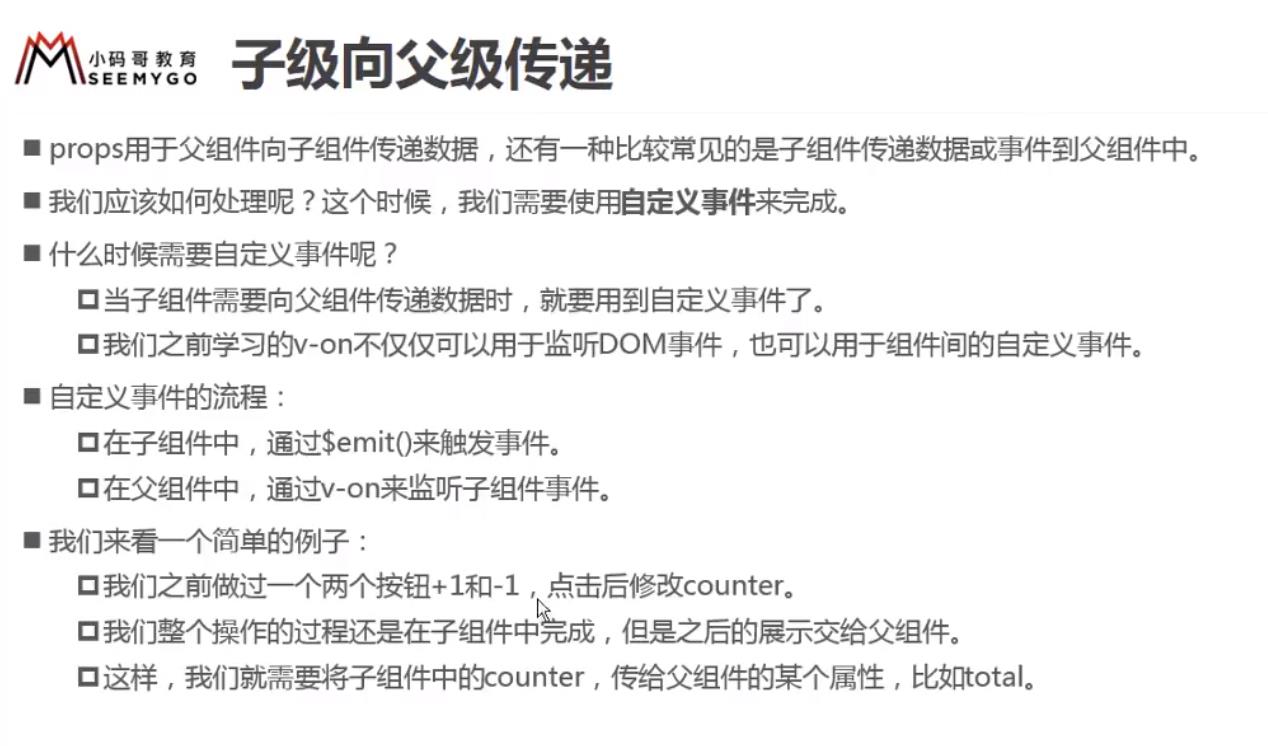 小码哥教育
SEEMYGO
子级向父级传递
props用于父组件向子组件传递数据，还有一种比较常见的是子组件传递数据或事件到父组件中。
我们应该如何处理呢？这个时候，我们需要使用自定义事件来完成。
什么时候需要自定义事件呢？
当子组件需要向父组件传递数据时，就要用到自定义事件了。
我们之前学习的v-on不仅仅可以用于监听DOM事件，也可以用于组件间的自定义事件。
自定义事件的流程：
在子组件中，通过$emit()来触发事件。
在父组件中，通过v-on来监听子组件事件。
我们来看一个简单的例子：
我们之前做过一个两个按钮+1和-1，点击后修改counter。
我们整个操作的过程还是在子组件中完成，但是之后的展示交给父组件。
这样，我们就需要将子组件中的counter，传给父组件的某个属性，比如total。